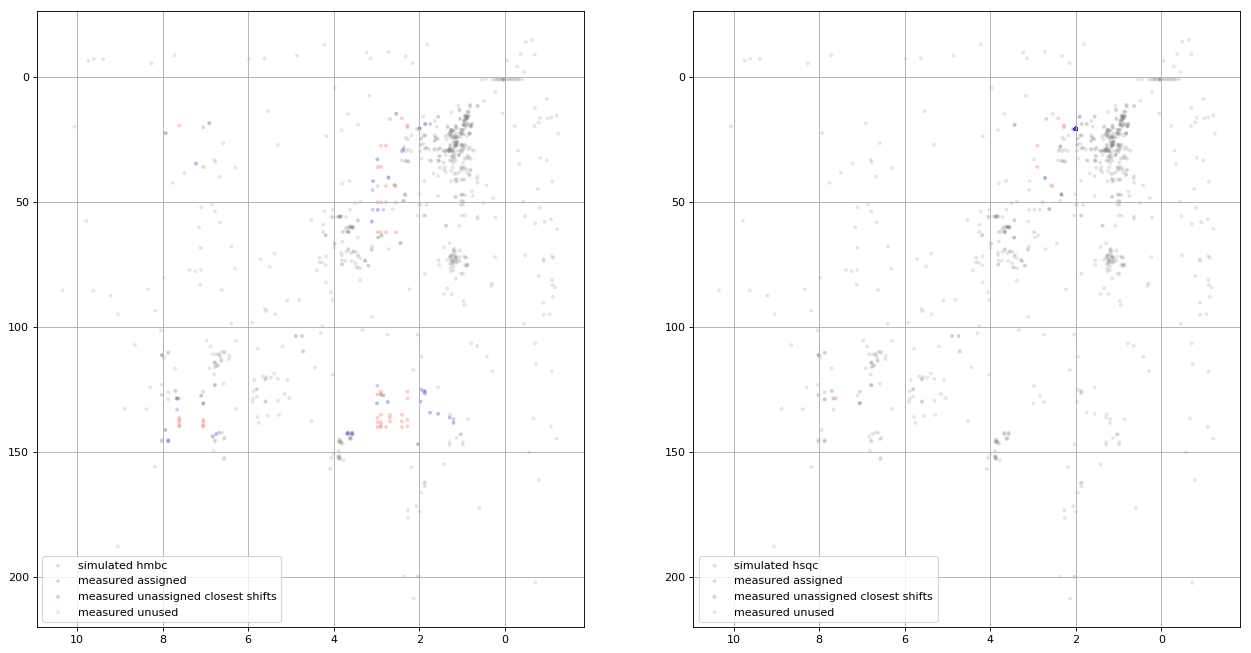 0
50
100
150
200
10
8
6
4
2
0
simulated hmbc
measured assigned
measured unassigned closest shifts
measured unused
0
50
100
150
200
10
8
6
4
2
0
simulated hsqc
measured assigned
measured unassigned closest shifts
measured unused